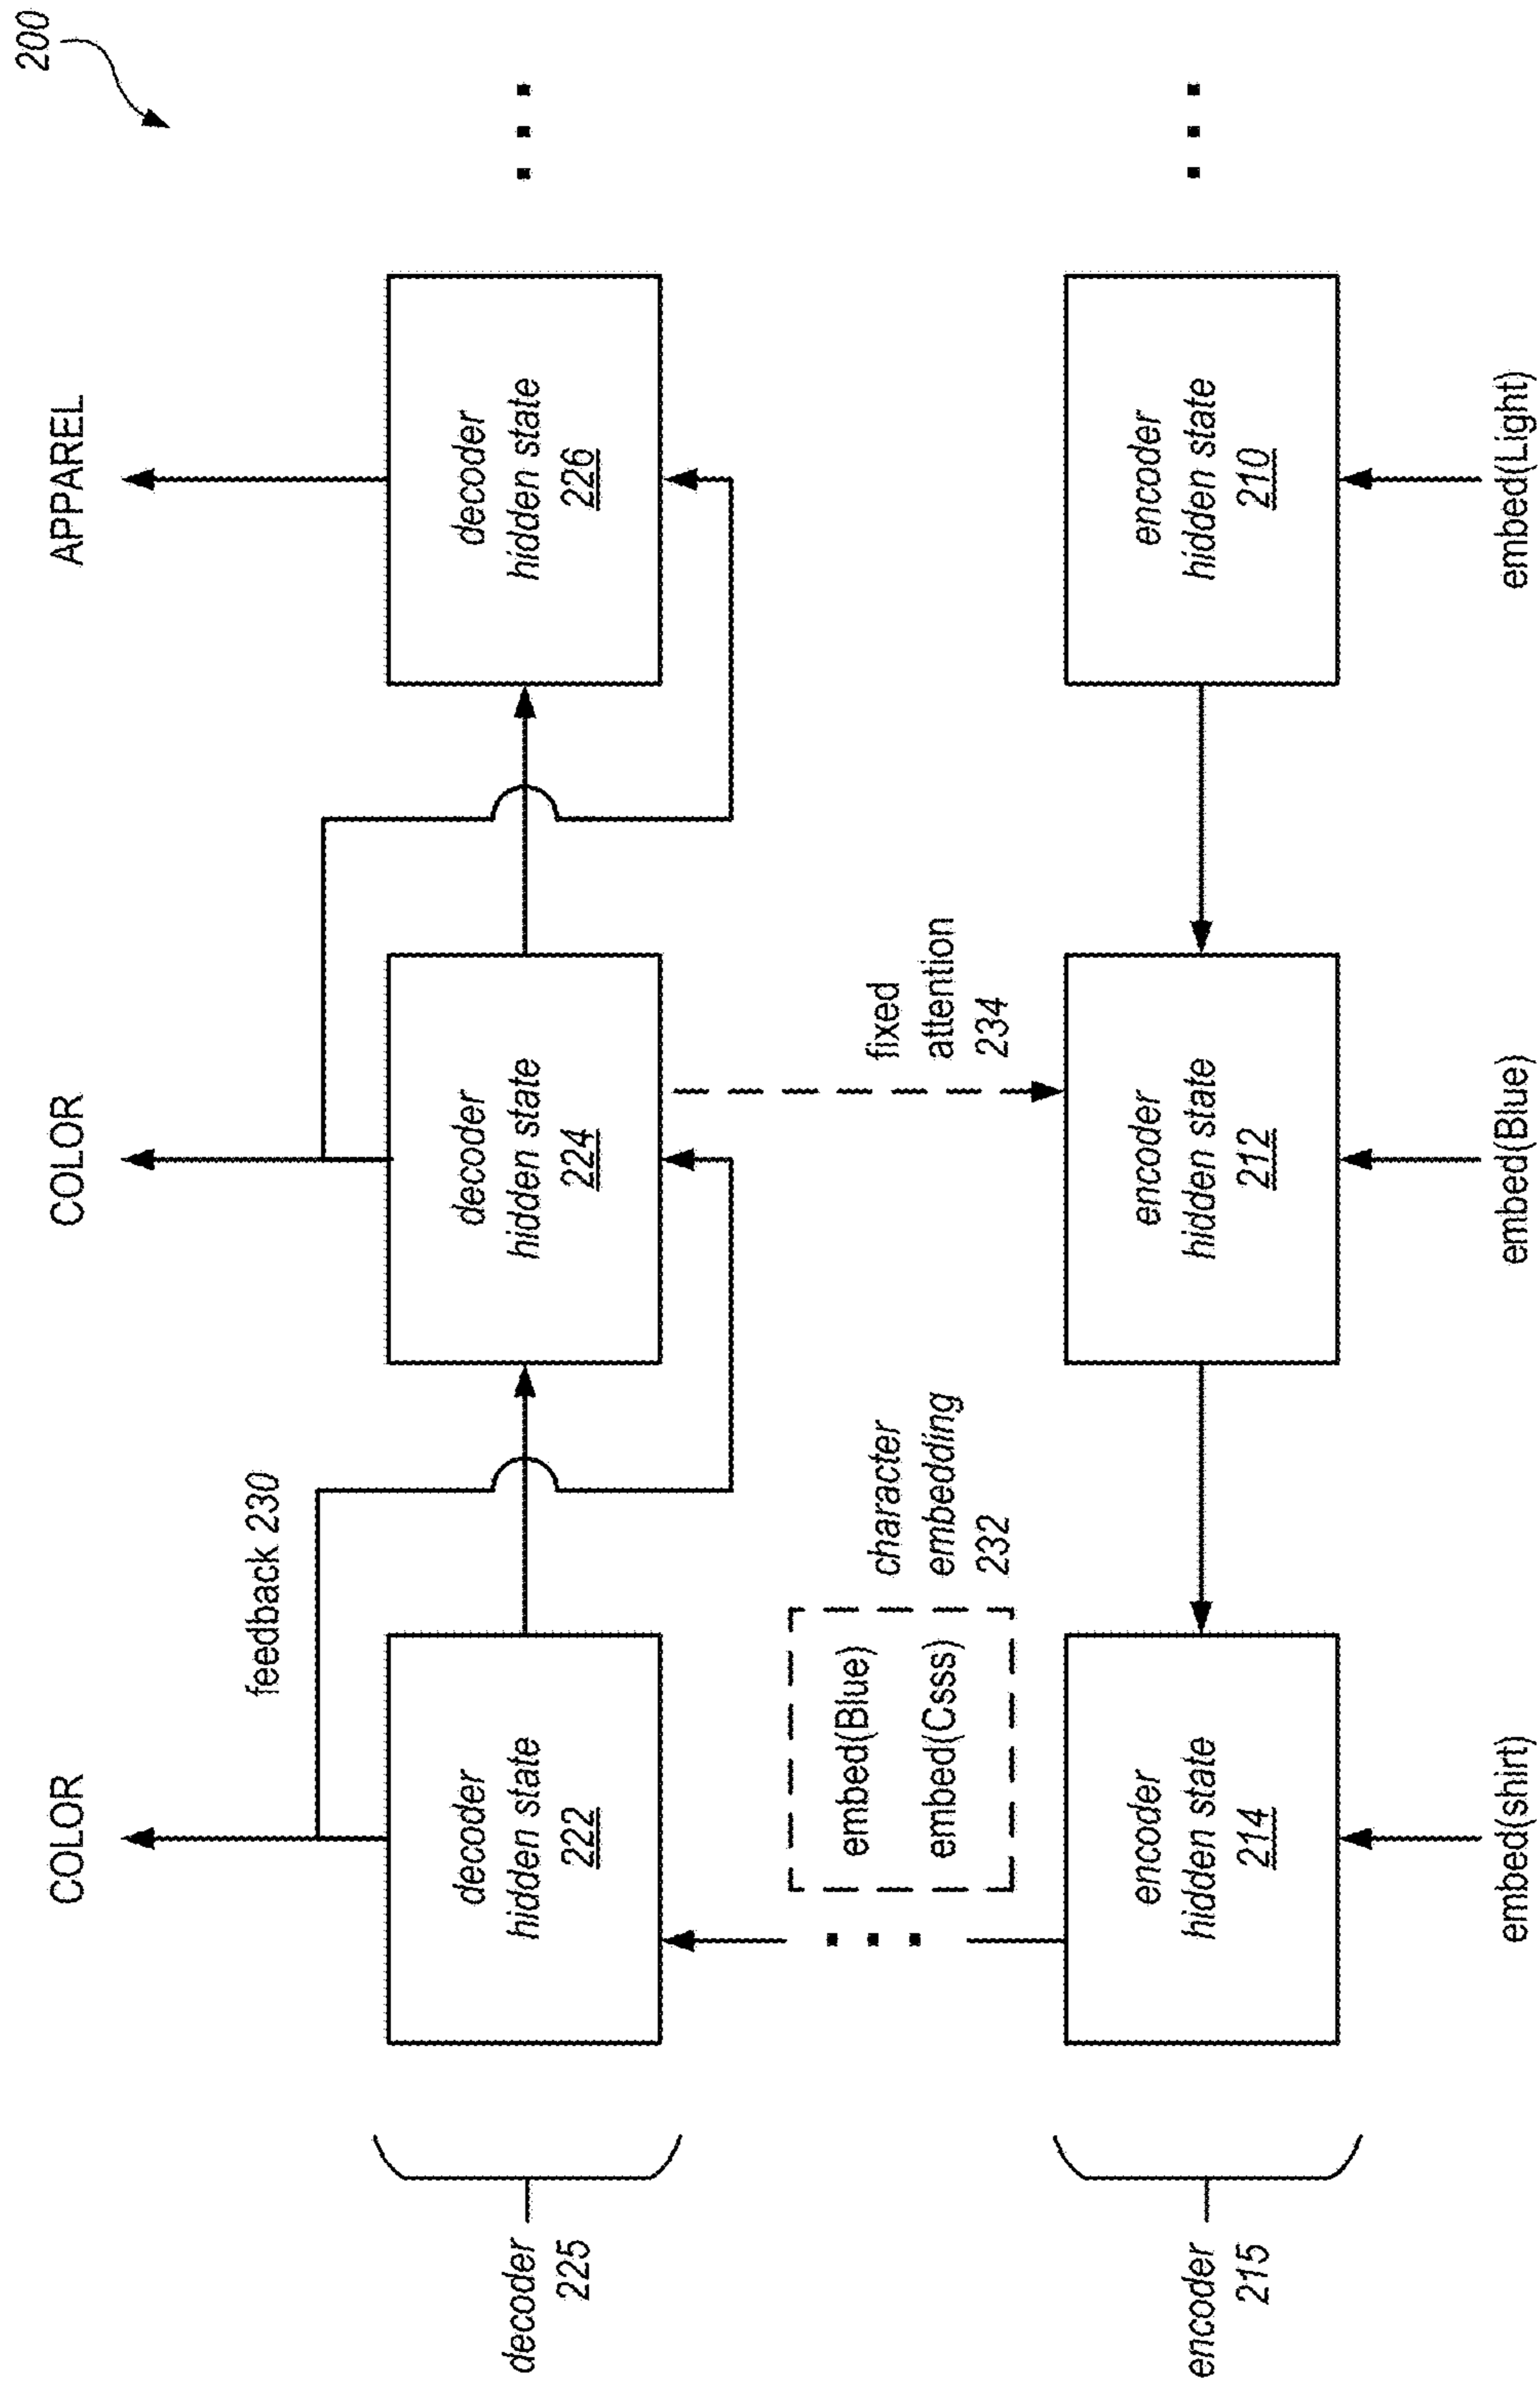 200
COLOR
COLOR
APPAREL
feedback 230
decoder
225
decoder
hidden state
222
decoder
hidden state
224
decoder
hidden state
226
embed(Blue)
embed(Csss)
character
embedding
232
fixed
attention
234
encoder
215
encoder
hidden state
214
encoder
hidden state
212
encoder
hidden state
210
embed(shirt)
embed(Blue)
embed(Light)